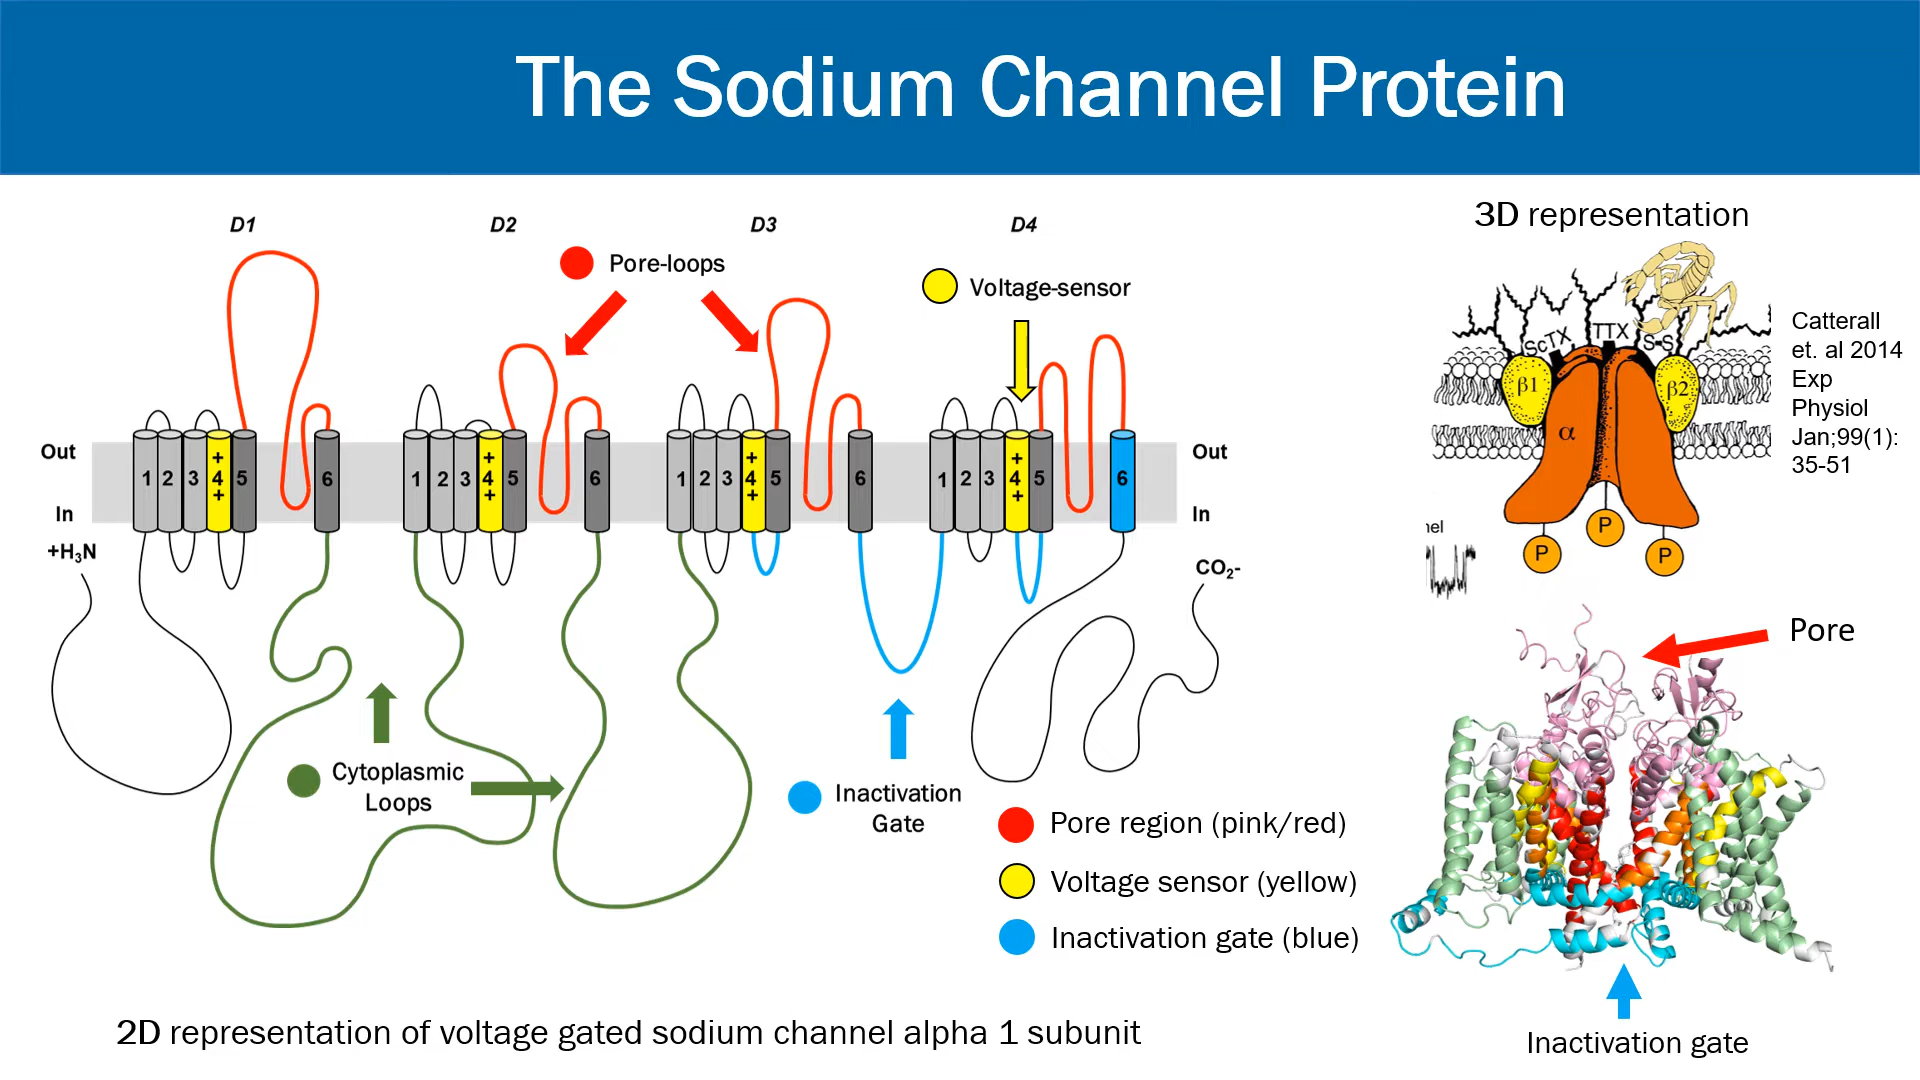 The Sodium Channel Protein
D1
D2
D3
D4
Pore-loops
Voltage-sensor
Out
In
+H₃N
1 2 3 + 4 + 5 6
1 2 3 + 4 + 5 6
1 2 3 + 4 + 5 6
1 2 3 + 4 + 5 6
Out
In
CO₂-
Cytoplasmic
Loops
Inactivation
Gate
Pore region (pink/red)
Voltage sensor (yellow)
Inactivation gate (blue)
2D representation of voltage gated sodium channel alpha 1 subunit
3D representation
ScTX
TTX
S-S
β1
β2
α
P
P
P
nel
Catterall
et. al 2014
Exp
Physiol
Jan;99(1):
35-51
Pore
Inactivation gate